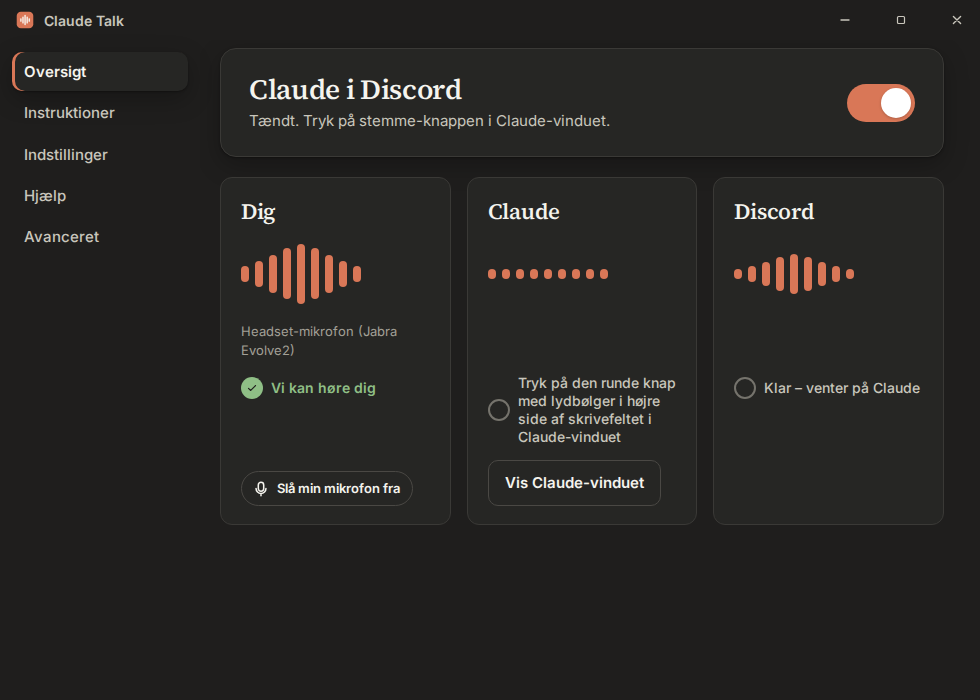 Claude Talk
Oversigt
Instruktioner
Indstillinger
Hjælp
Avanceret
Claude i Discord
Tændt. Tryk på stemme-knappen i Claude-vinduet.
Dig
Headset-mikrofon (Jabra
Evolve2)
Vi kan høre dig
Slå min mikrofon fra
Claude
Tryk på den runde knap
med lydbølger i højre
side af skrivefeltet i
Claude-vinduet
Vis Claude-vinduet
Discord
Klar – venter på Claude